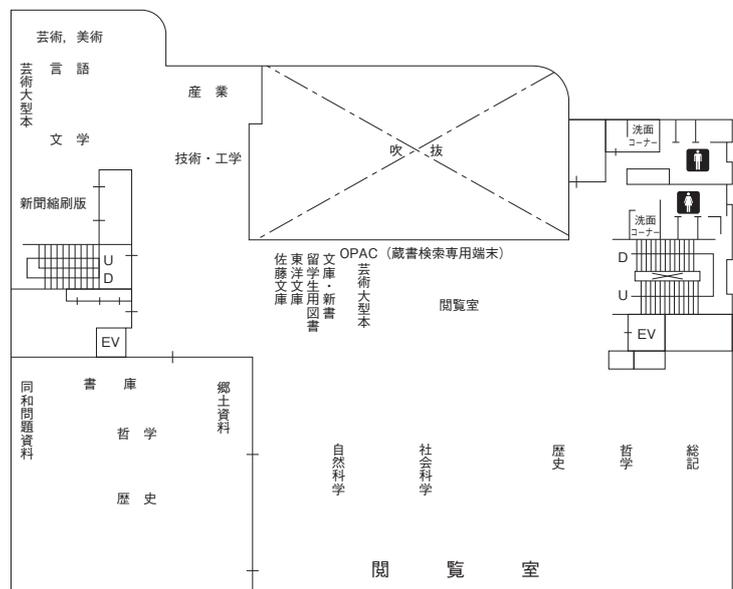 芸術，美術
芸術大型本
言　語
文　学
産　業
技術・工学
新聞縮刷版
U
D
EV
吹　抜
洗面
コーナー
洗面
コーナー
D
U
EV
OPAC（蔵書検索専用端末）
文庫・新書
留学生用図書
東洋文庫
佐藤文庫
芸術大型本
閲覧室
書　庫
同和問題資料
郷土資料
哲　学
歴　史
自然科学
社会科学
歴史
哲学
総記
閲　覧　室